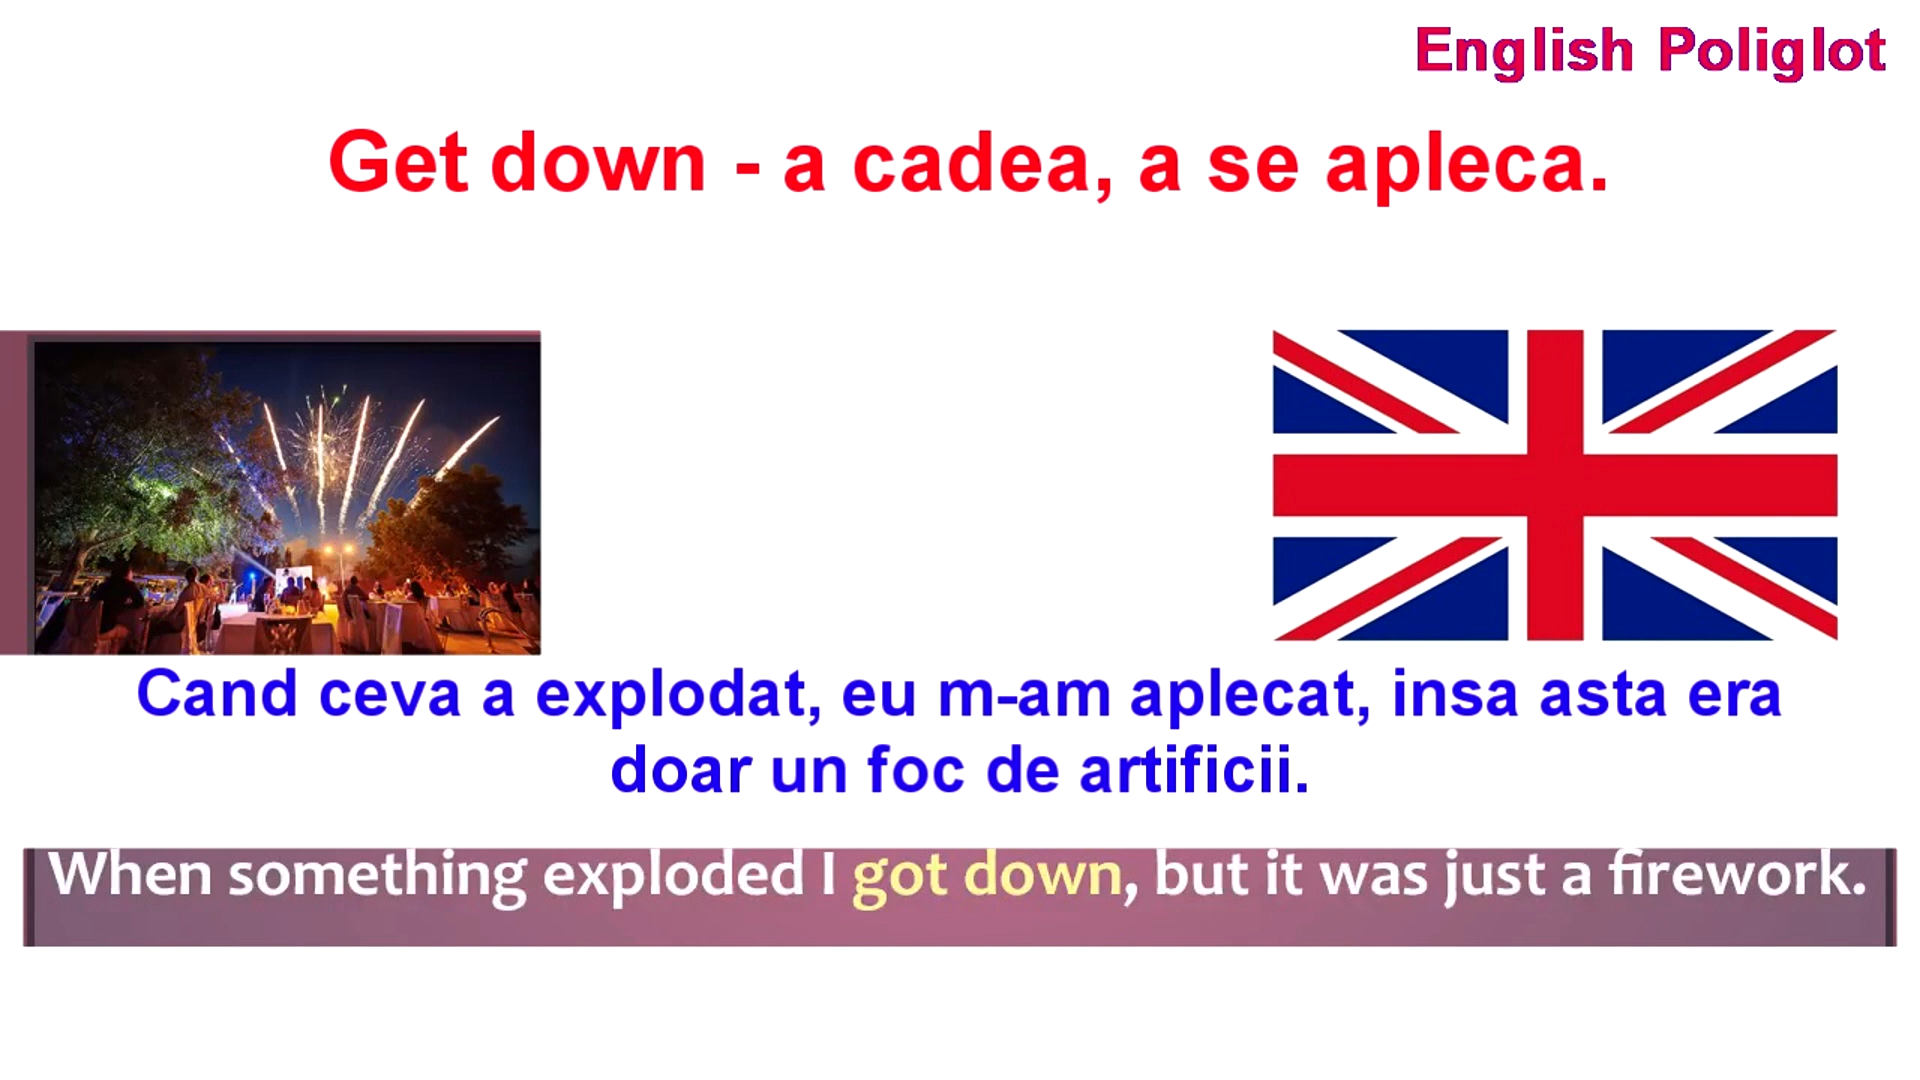 English Poliglot
Get down - a cadea, a se apleca.
Cand ceva a explodat, eu m-am aplecat, insa asta era
doar un foc de artificii.
When something exploded I got down, but it was just a firework.